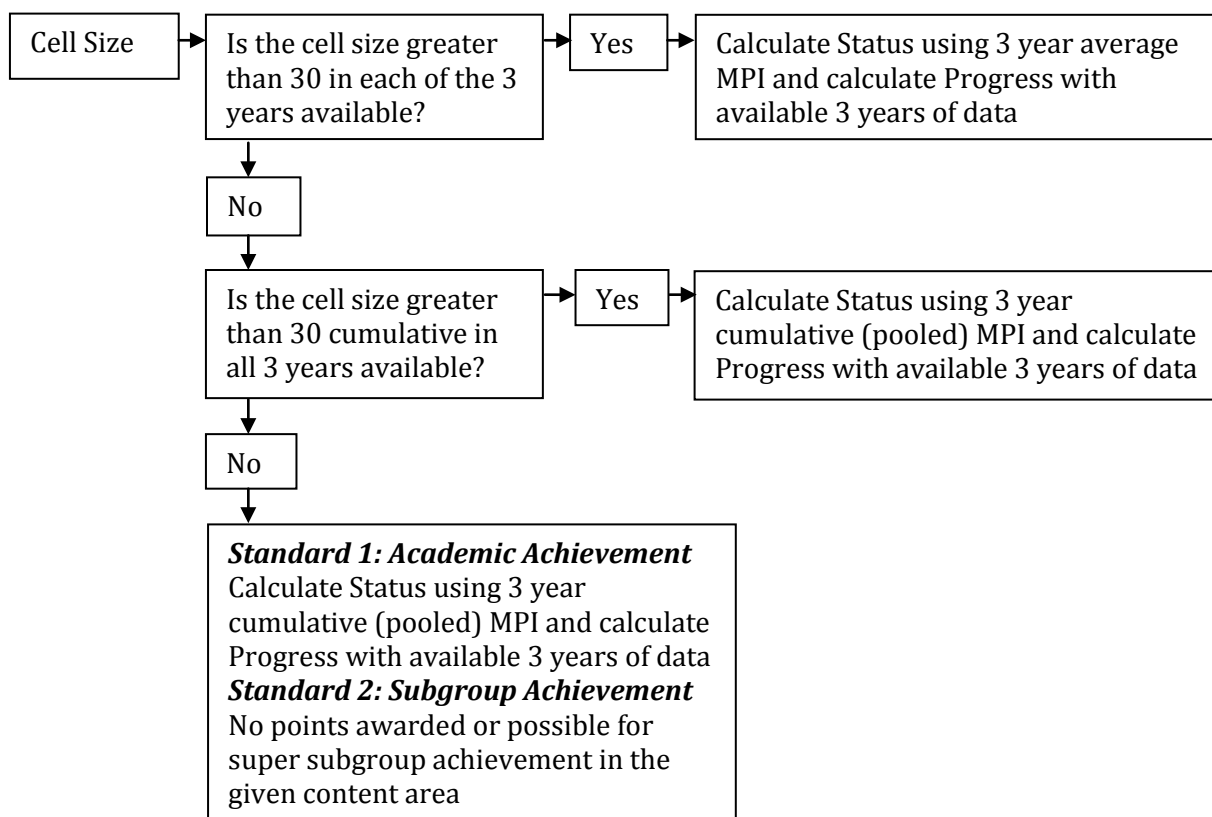 Cell Size
Is the cell size greater
than 30 in each of the 3
years available?
Yes
Calculate Status using 3 year average
MPI and calculate Progress with
available 3 years of data
No
Is the cell size greater
than 30 cumulative in
all 3 years available?
Yes
Calculate Status using 3 year
cumulative (pooled) MPI and calculate
Progress with available 3 years of data
No
Standard 1: Academic Achievement
Calculate Status using 3 year
cumulative (pooled) MPI and calculate
Progress with available 3 years of data
Standard 2: Subgroup Achievement
No points awarded or possible for
super subgroup achievement in the
given content area